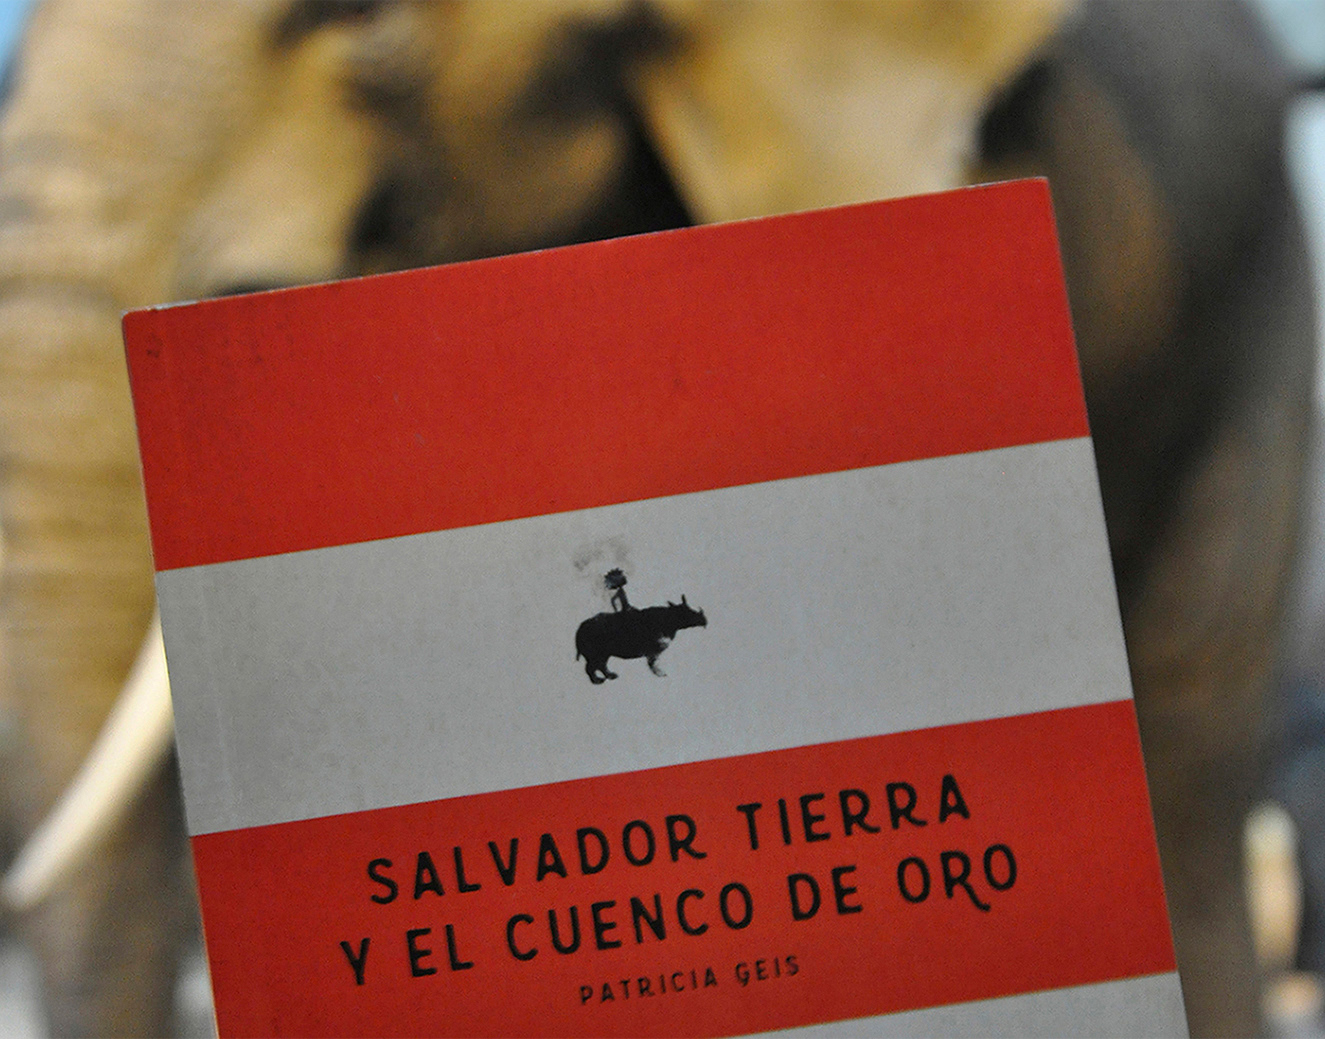 SALVADOR TIERRA
Y EL CUENCO DE ORO
PATRICIA GEIS